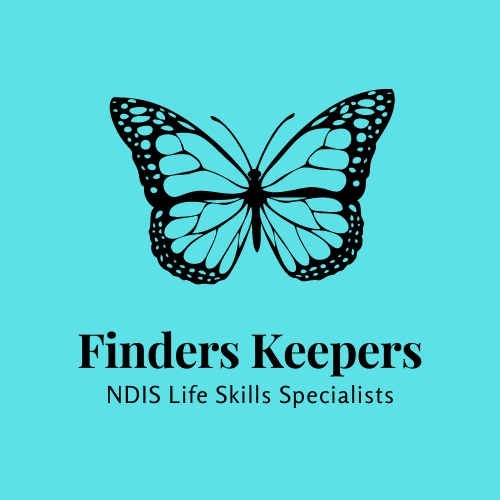 Finders Keepers
NDIS Life Skills Specialists